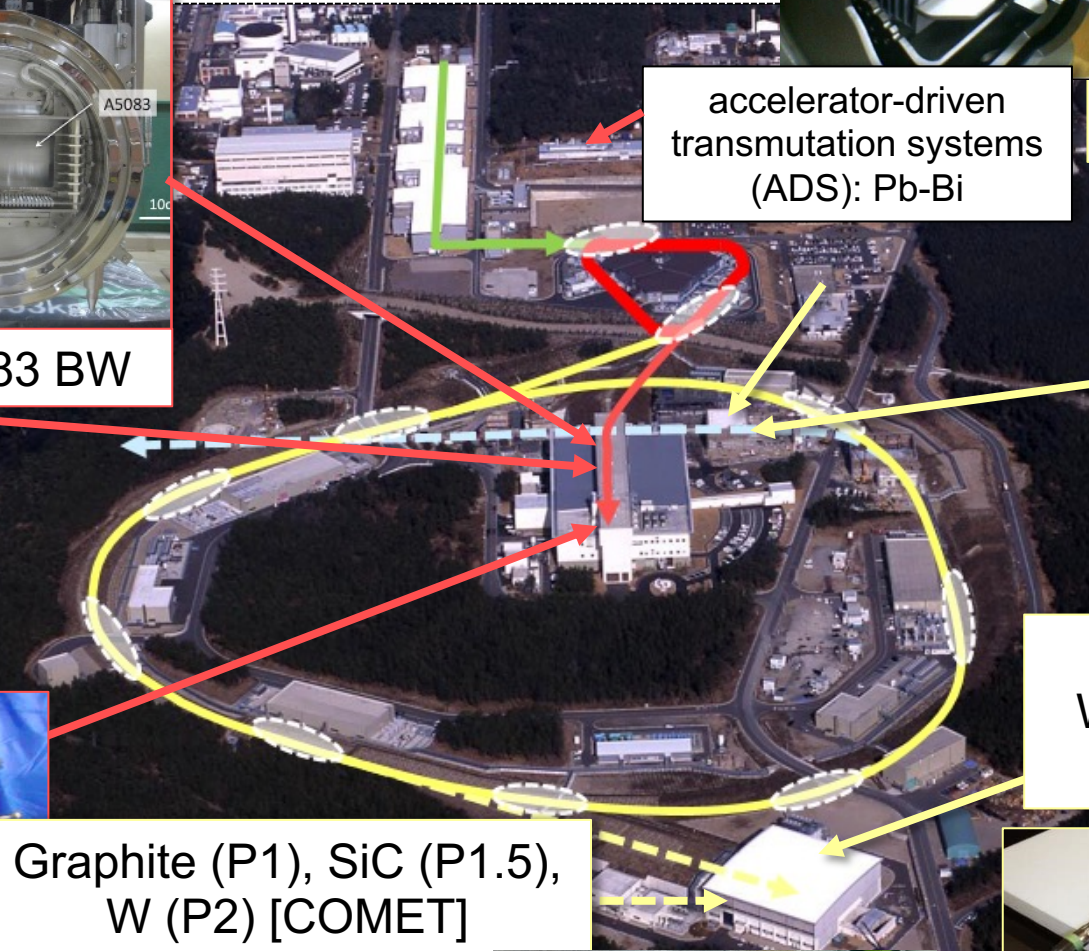 A5083
10c
accelerator-driven
transmutation systems
(ADS): Pb-Bi
33 BW
W
Graphite (P1), SiC (P1.5),
W (P2) [COMET]